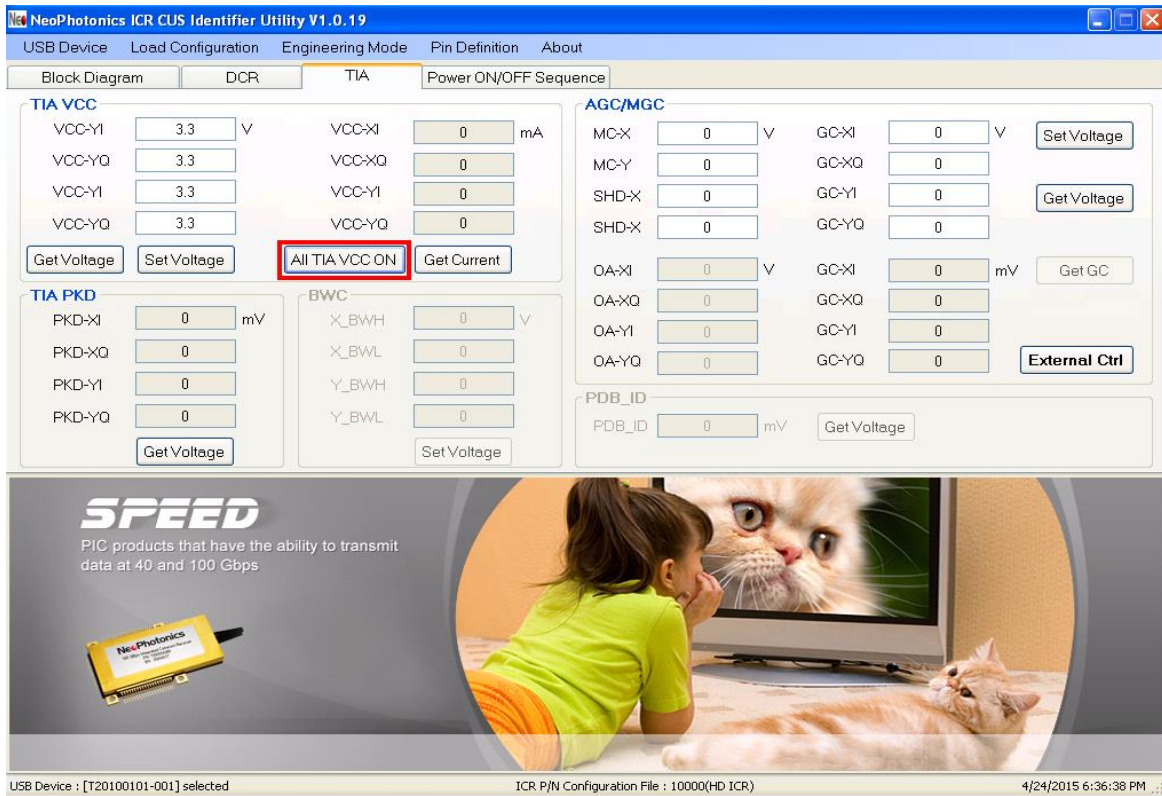 NeoPhotonics ICR CUS Identifier Utility V1.0.19
USB Device Load Configuration Engineering Mode Pin Definition About
Block Diagram DCR TIA Power ON/OFF Sequence
TIA VCC
VCC-YI 3.3 V VCC-XI 0 mA
VCC-YQ 3.3 VCC-XQ 0
VCC-YI 3.3 VCC-YI 0
VCC-YQ 3.3 VCC-YQ 0
Get Voltage Set Voltage All TIA VCC ON Get Current
TIA PKD
PKD-XI 0 mV
PKD-XQ 0
PKD-YI 0
PKD-YQ 0
Get Voltage
BWC
X_BWH 0 V
X_BWL 0
Y_BWH 0
Y_BWL 0
Set Voltage
AGC/MGC
MC-X 0 V GC-XI 0 V Set Voltage
MC-Y 0 GC-XQ 0
SHD-X 0 GC-YI 0 Get Voltage
SHD-X 0 GC-YQ 0
OA-XI 0 V GC-XI 0 mV Get GC
OA-XQ 0 GC-XQ 0
OA-YI 0 GC-YI 0
OA-YQ 0 GC-YQ 0 External Ctrl
PDB_ID
PDB_ID 0 mV Get Voltage
SPEED
PIC products that have the ability to transmit
data at 40 and 100 Gbps
NeoPhotonics
USB Device : [T20100101-001] selected ICR P/N Configuration File : 10000(HD ICR) 4/24/2015 6:36:38 PM